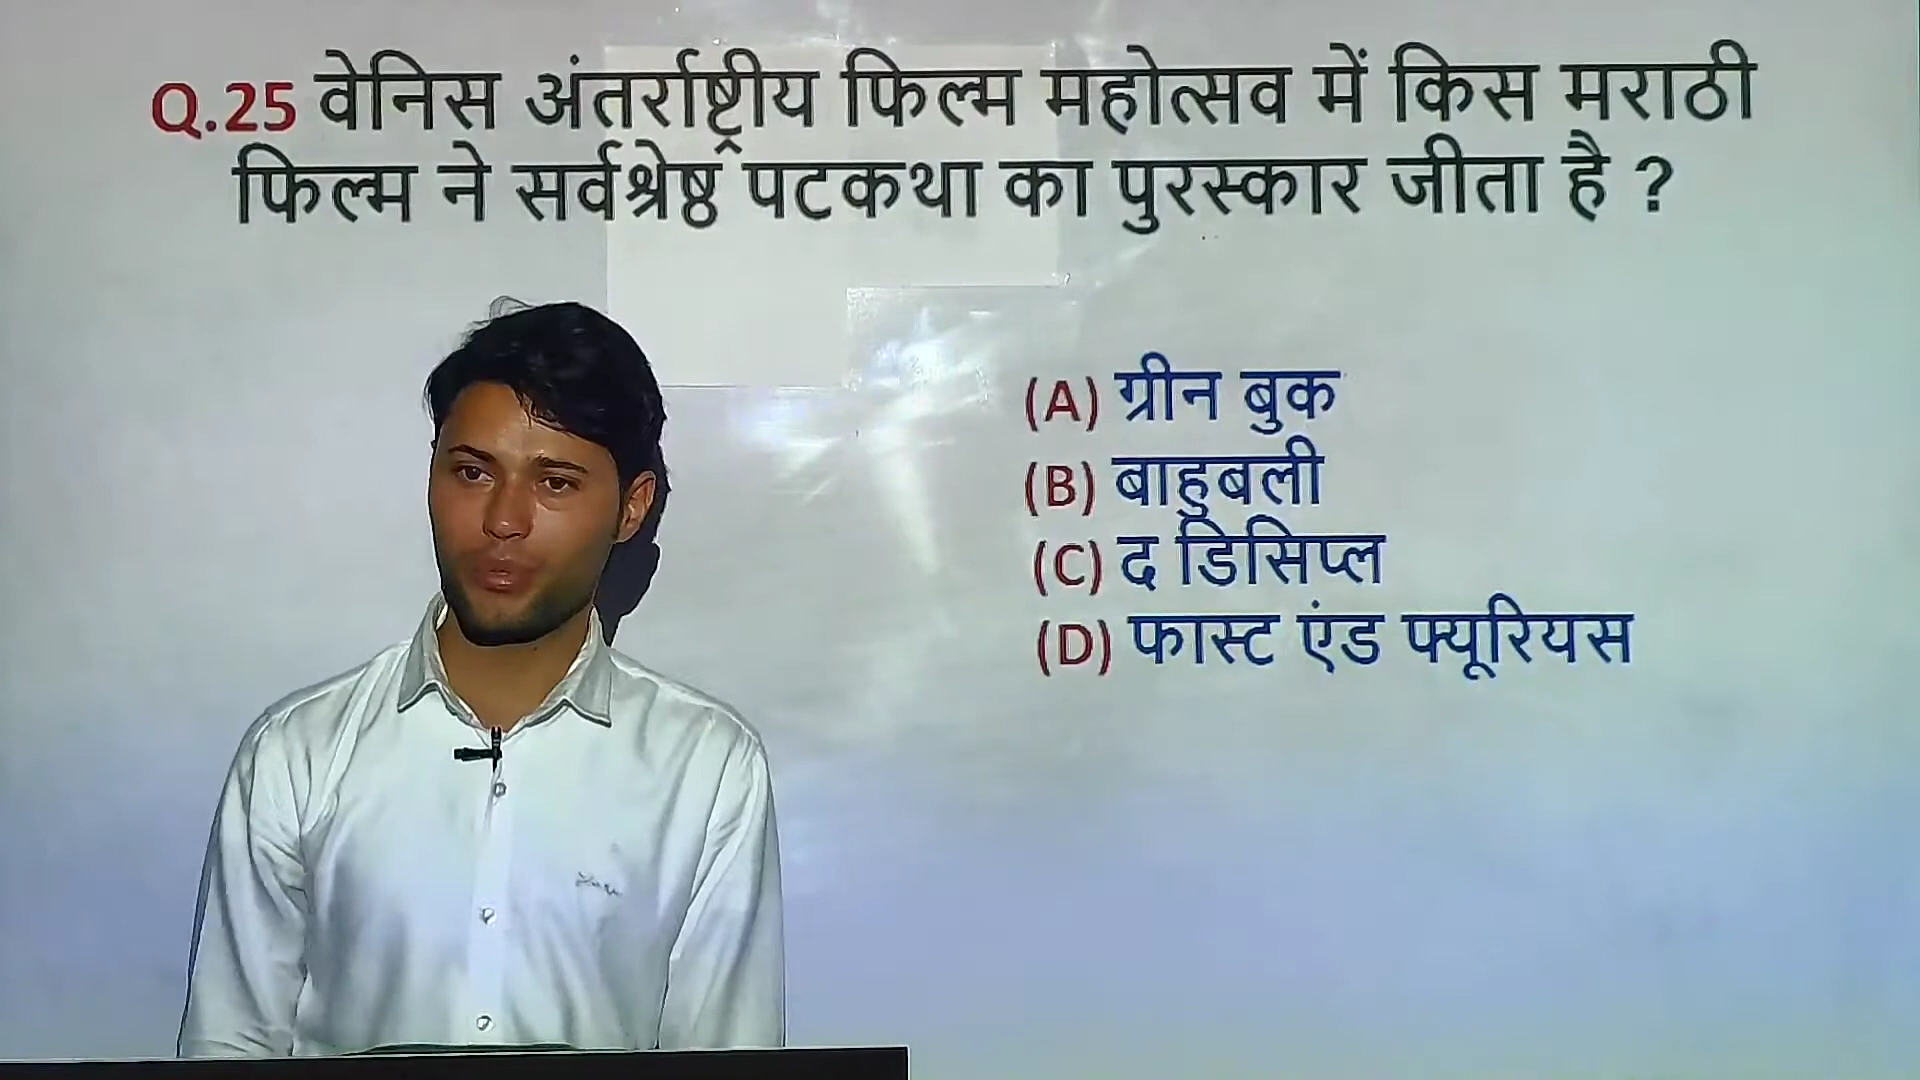 Q.25 वेनिस अंतर्राष्ट्रीय फिल्म महोत्सव में किस मराठी
फिल्म ने सर्वश्रेष्ठ पटकथा का पुरस्कार जीता है ?
(A) ग्रीन बुक
(B) बाहुबली
(C) द डिसिप्ल
(D) फास्ट एंड फ्यूरियस